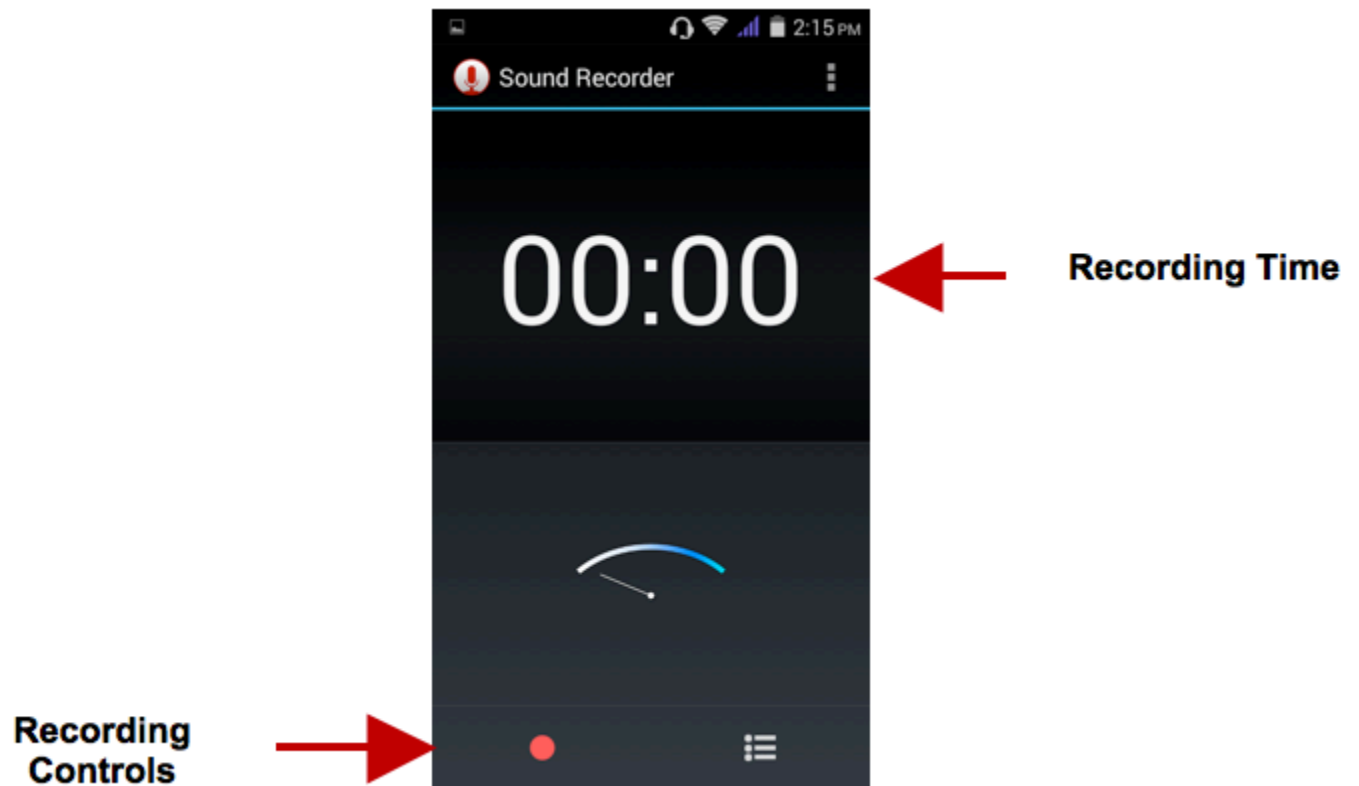 2:15 PM
Sound Recorder
00:00
Recording Time
Recording
Controls